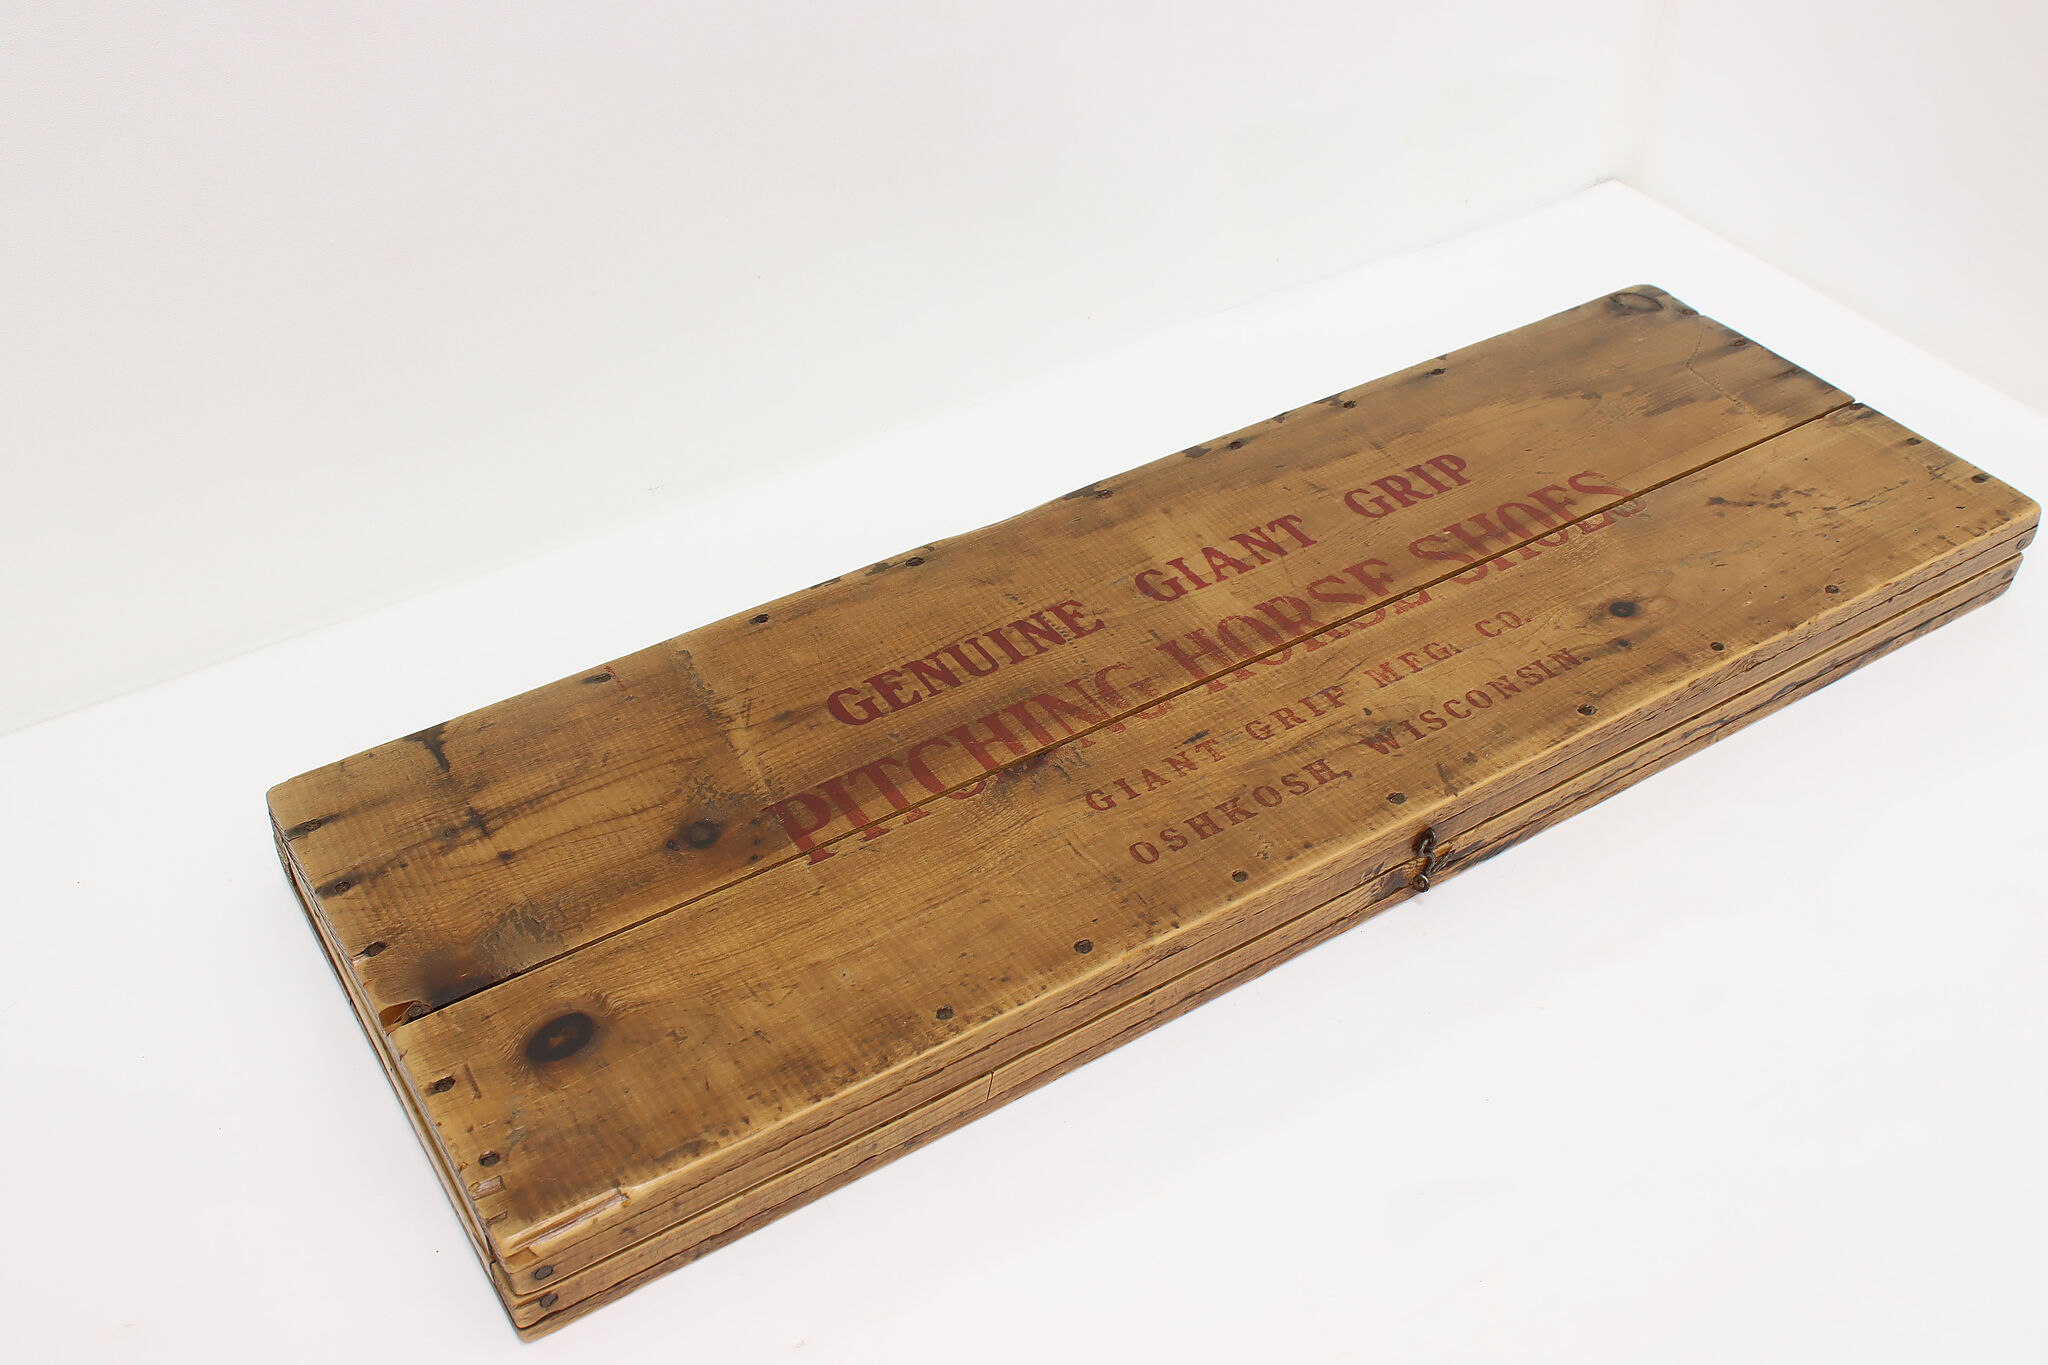 GENUINE GIANT GRIP
PITCHING HORSE SHOES
GIANT GRIP MFG. CO.
OSHKOSH, WISCONSIN.